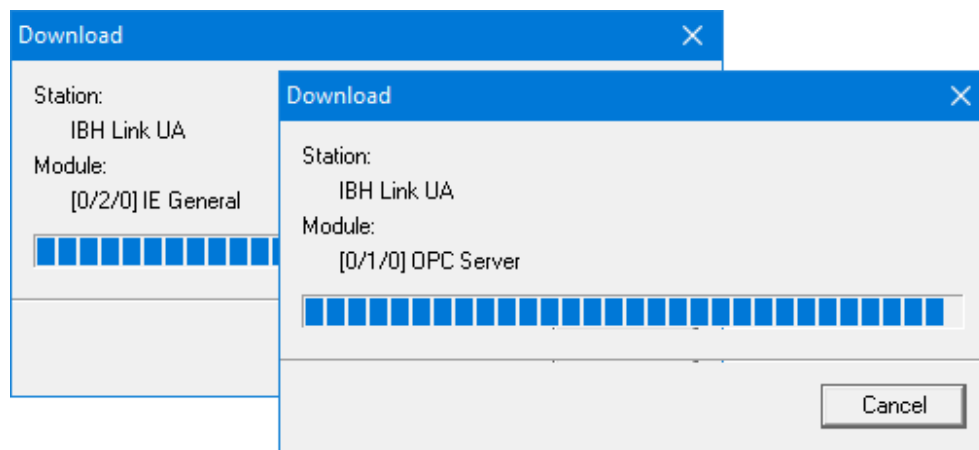 Download
Station:
IBH Link UA
Module:
[0/2/0] IE General
Download
Station:
IBH Link UA
Module:
[0/1/0] OPC Server
Cancel